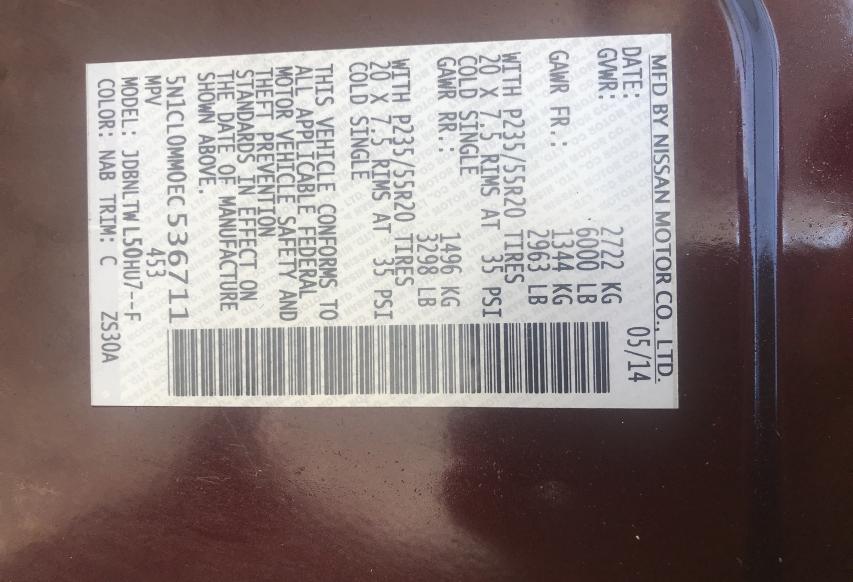 MFD BY NISSAN MOTOR CO., LTD.
DATE: 05/14
GVWR: 2722 KG
6000 LB
GAWR FR.: 1344 KG
2963 LB
WITH P235/55R20 TIRES
20 X 7.5 RIMS AT 35 PSI
COLD SINGLE
GAWR RR.: 1496 KG
3298 LB
WITH P235/55R20 TIRES
20 X 7.5 RIMS AT 35 PSI
COLD SINGLE
THIS VEHICLE CONFORMS TO
ALL APPLICABLE FEDERAL
MOTOR VEHICLE SAFETY AND
THEFT PREVENTION
STANDARDS IN EFFECT ON
THE DATE OF MANUFACTURE
SHOWN ABOVE.
5N1CL0MM0EC536711
MPV 453
MODEL: JDBNLTWL50HU7--F
COLOR: NAB TRIM: C ZS30A